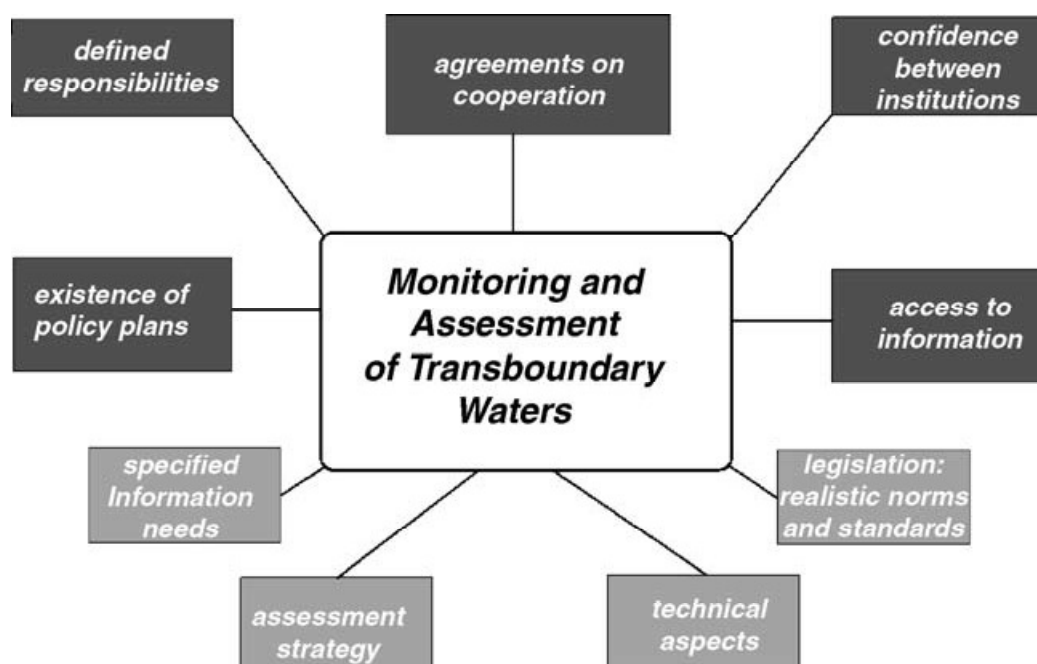 defined
responsibilities
agreements on
cooperation
confidence
between
institutions
existence of
policy plans
Monitoring and
Assessment
of Transboundary
Waters
access to
information
specified
Information
needs
legislation:
realistic norms
and standards
assessment
strategy
technical
aspects